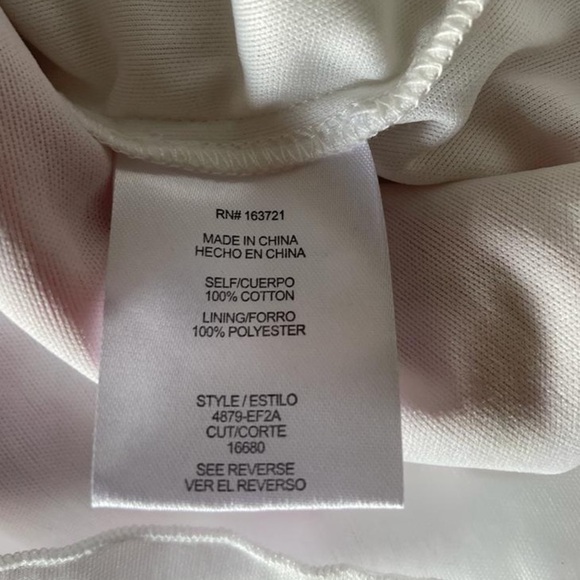 RN# 163721
MADE IN CHINA
HECHO EN CHINA
SELF/CUERPO
100% COTTON
LINING/FORRO
100% POLYESTER
STYLE / ESTILO
4879-EF2A
CUT/CORTE
16680
SEE REVERSE
VER EL REVERSO